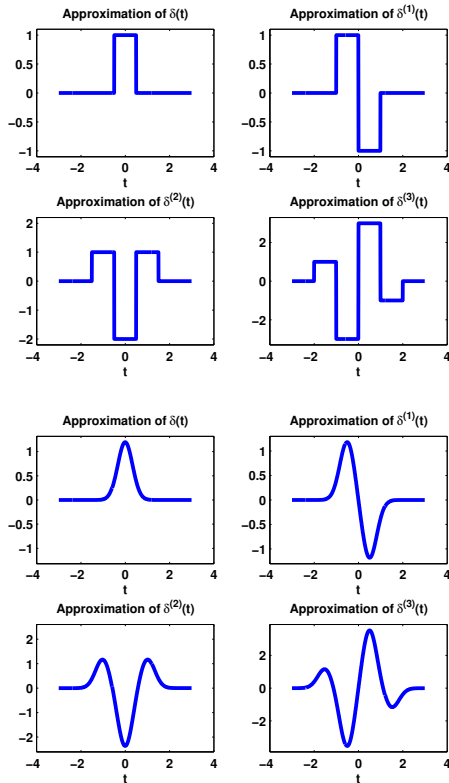 Approximation of δ(t)
1
0.5
0
−0.5
−1
−4 −2 0 2 4
t
Approximation of δ(1)(t)
1
0.5
0
−0.5
−1
−4 −2 0 2 4
t
Approximation of δ(2)(t)
2
1
0
−1
−2
−4 −2 0 2 4
t
Approximation of δ(3)(t)
2
0
−2
−4 −2 0 2 4
t
Approximation of δ(t)
1
0.5
0
−0.5
−1
−4 −2 0 2 4
t
Approximation of δ(1)(t)
1
0.5
0
−0.5
−1
−4 −2 0 2 4
t
Approximation of δ(2)(t)
2
1
0
−1
−2
−4 −2 0 2 4
t
Approximation of δ(3)(t)
2
0
−2
−4 −2 0 2 4
t